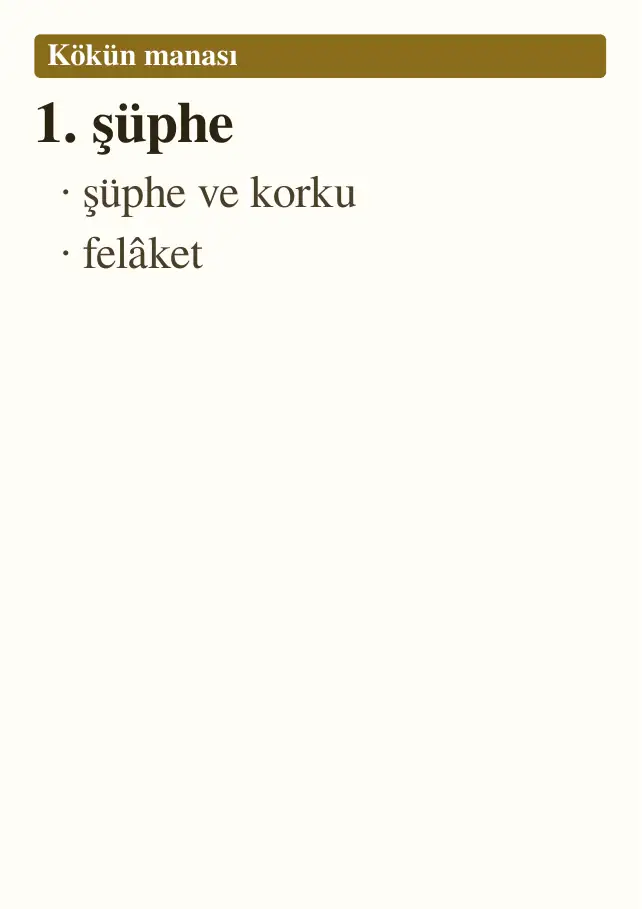 Kökün manası
1. şüphe
· şüphe ve korku
· felâket